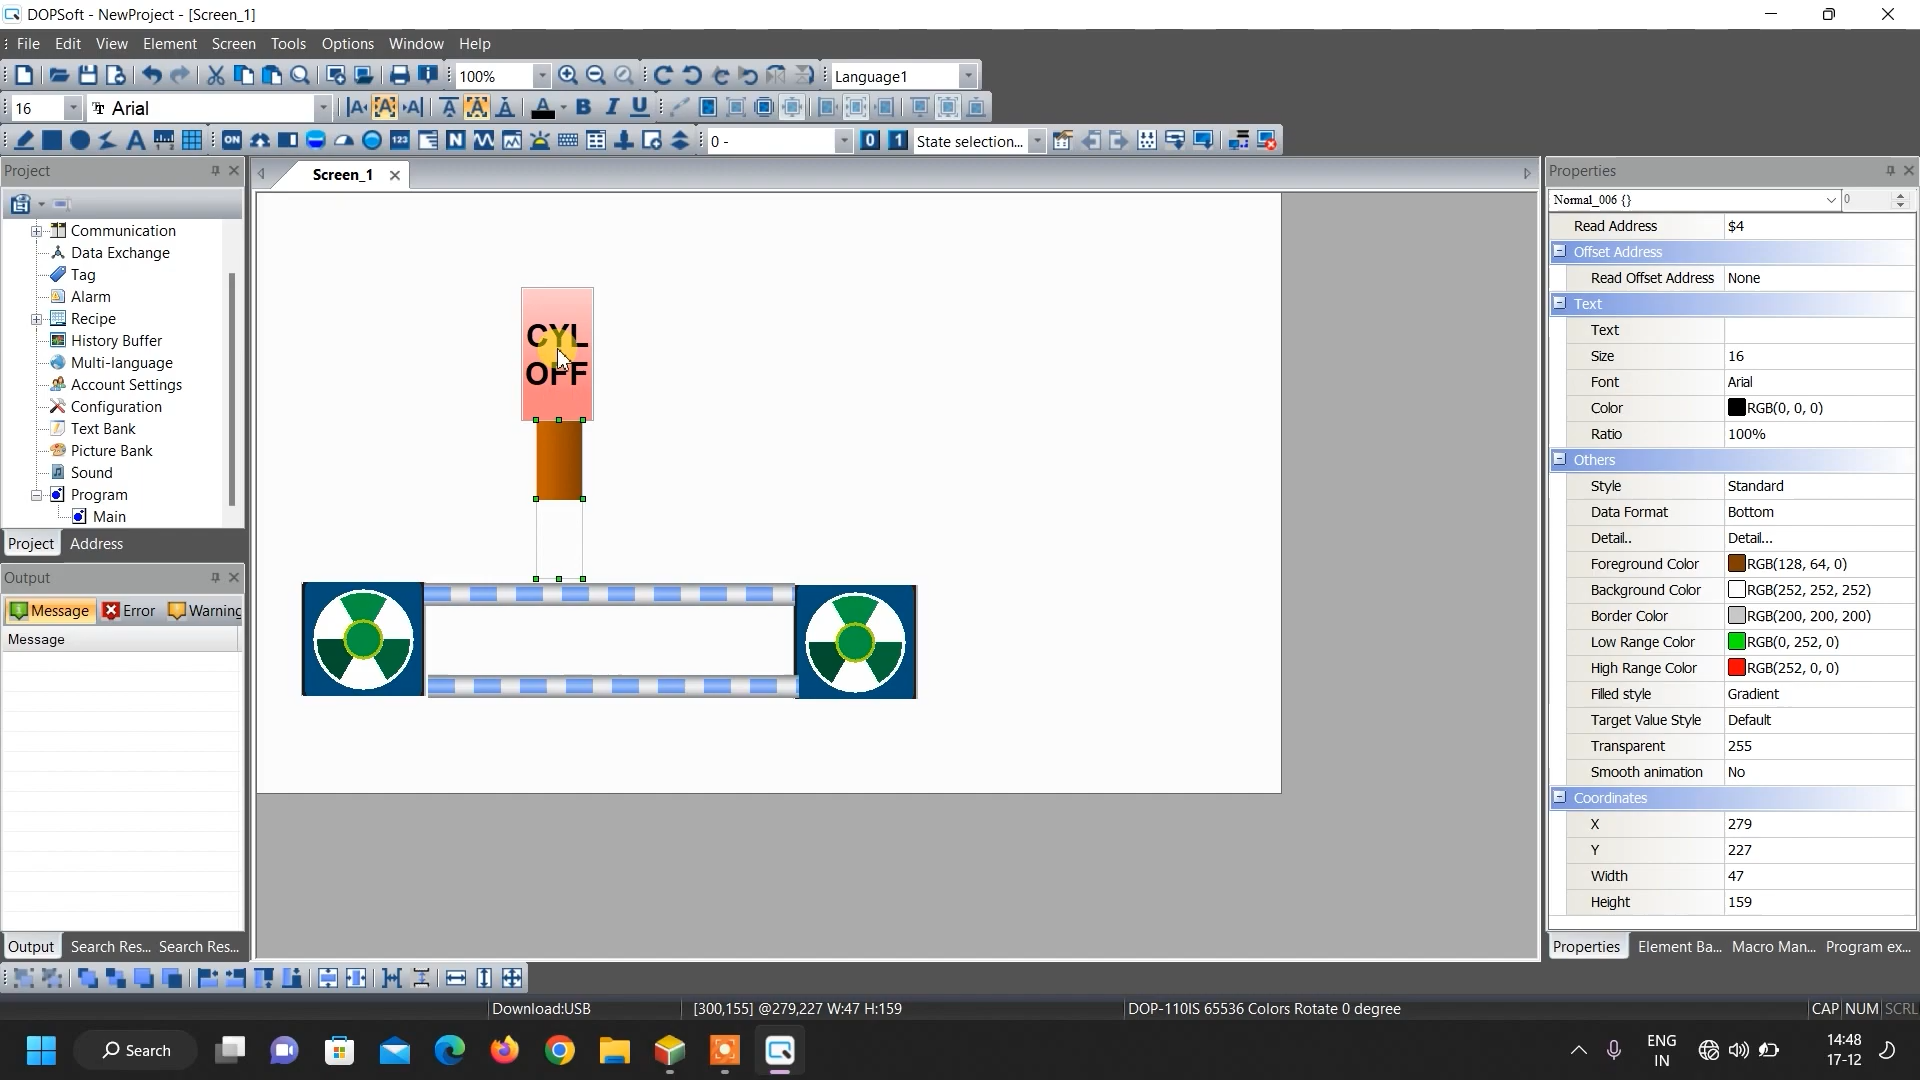 DOPSoft - NewProject - [Screen_1]
File Edit View Element Screen Tools Options Window Help
100% Language1
16 Arial
0 - State selection...
Project
Communication
Data Exchange
Tag
Alarm
Recipe
History Buffer
Multi-language
Account Settings
Configuration
Text Bank
Picture Bank
Sound
Program
Main
Project Address
Output
Message Error Warning
Message
Output Search Res... Search Res...
Screen_1
CYL
OFF
Properties
Normal_006 {} 0
Read Address $4
Offset Address
Read Offset Address None
Text
Text
Size 16
Font Arial
Color RGB(0, 0, 0)
Ratio 100%
Others
Style Standard
Data Format Bottom
Detail.. Detail...
Foreground Color RGB(128, 64, 0)
Background Color RGB(252, 252, 252)
Border Color RGB(200, 200, 200)
Low Range Color RGB(0, 252, 0)
High Range Color RGB(252, 0, 0)
Filled style Gradient
Target Value Style Default
Transparent 255
Smooth animation No
Coordinates
X 279
Y 227
Width 47
Height 159
Properties Element Ba... Macro Man... Program ex...
Download:USB [300,155] @279,227 W:47 H:159 DOP-110IS 65536 Colors Rotate 0 degree CAP NUM SCRL
Search ENG IN 14:48 17-12